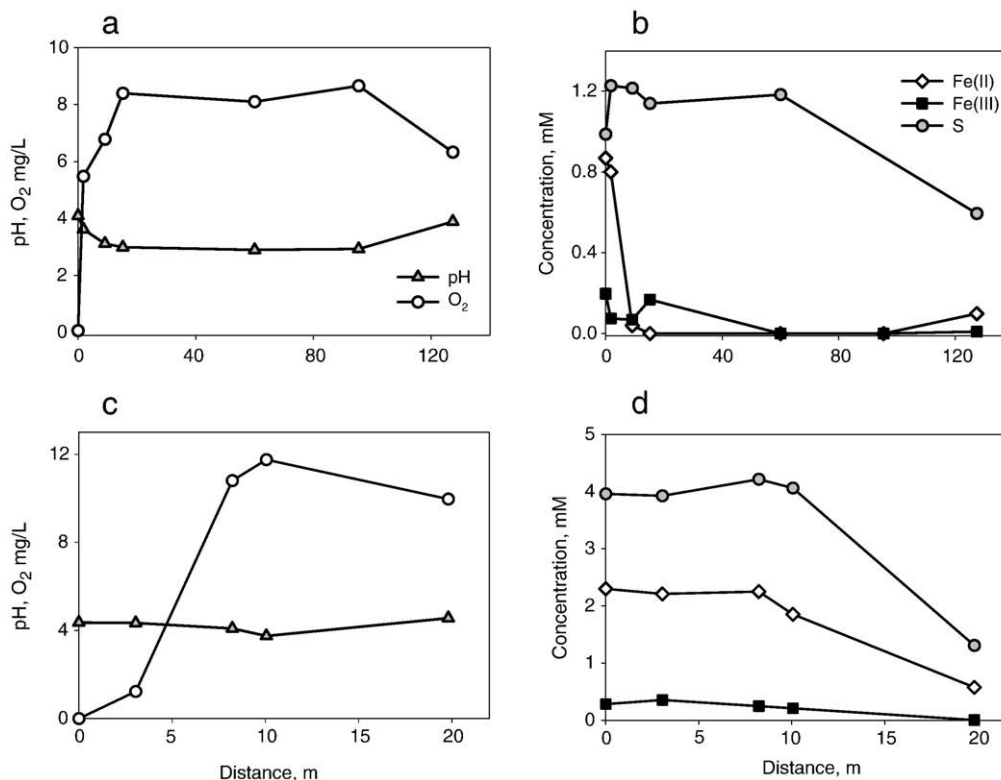 a
10
8
6
4
2
0
pH, O₂ mg/L
pH
O₂
0 40 80 120
b
1.2
0.8
0.4
0.0
Concentration, mM
Fe(II)
Fe(III)
S
0 40 80 120
c
12
8
4
0
pH, O₂ mg/L
0 5 10 15 20
Distance, m
d
5
4
3
2
1
0
Concentration, mM
0 5 10 15 20
Distance, m